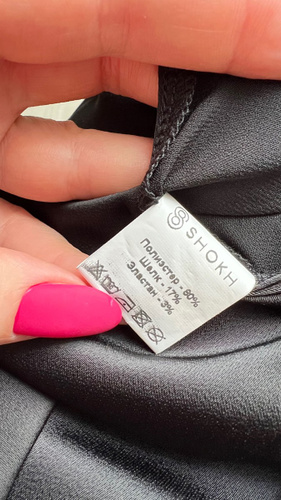 SHOKH
Полиэстер - 80%
Шелк - 17%
Эластан - 3%